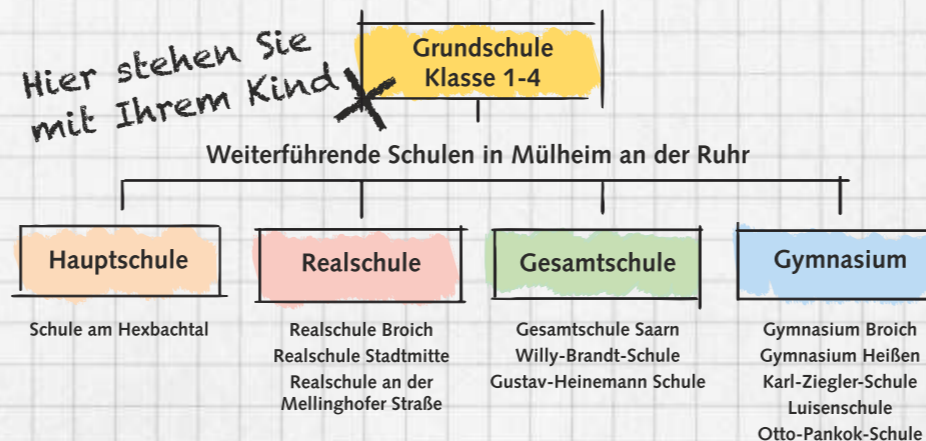 Hier stehen Sie
mit Ihrem Kind
Grundschule
Klasse 1-4
Weiterführende Schulen in Mülheim an der Ruhr
Hauptschule
Schule am Hexbachtal
Realschule
Realschule Broich
Realschule Stadtmitte
Realschule an der
Mellinghofer Straße
Gesamtschule
Gesamtschule Saarn
Willy-Brandt-Schule
Gustav-Heinemann Schule
Gymnasium
Gymnasium Broich
Gymnasium Heißen
Karl-Ziegler-Schule
Luisenschule
Otto-Pankok-Schule